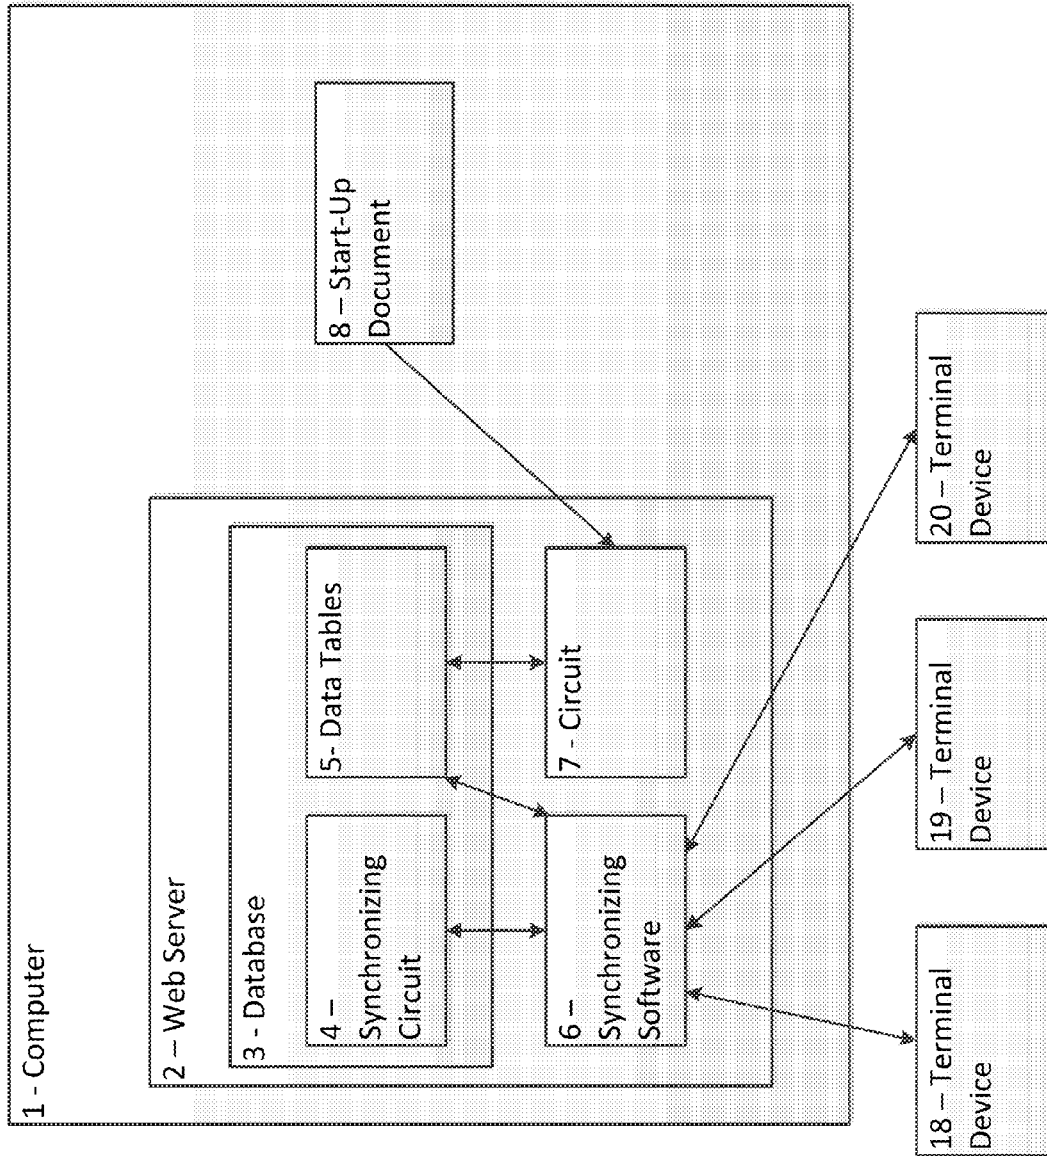 1 - Computer
2 – Web Server
3 - Database
4 –
Synchronizing
Circuit
5- Data Tables
6 –
Synchronizing
Software
7 - Circuit
8 – Start-Up
Document
18 – Terminal
Device
19 – Terminal
Device
20 – Terminal
Device